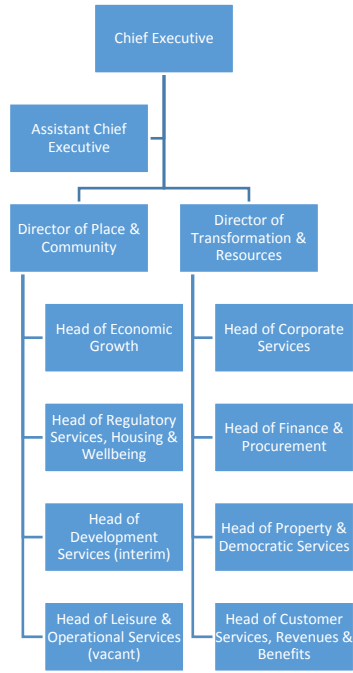 Chief Executive
Assistant Chief
Executive
Director of Place &
Community
Director of
Transformation &
Resources
Head of Economic
Growth
Head of Corporate
Services
Head of Regulatory
Services, Housing &
Wellbeing
Head of Finance &
Procurement
Head of
Development
Services (interim)
Head of Property &
Democratic Services
Head of Leisure &
Operational Services
(vacant)
Head of Customer
Services, Revenues &
Benefits